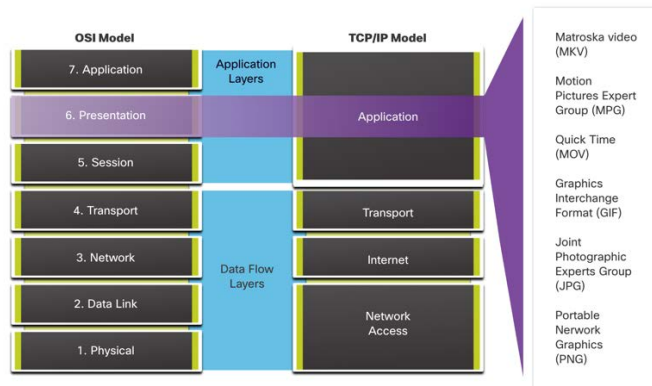 OSI Model
TCP/IP Model
7. Application
6. Presentation
5. Session
4. Transport
3. Network
2. Data Link
1. Physical
Application
Layers
Data Flow
Layers
Application
Transport
Internet
Network
Access
Matroska video
(MKV)
Motion
Pictures Expert
Group (MPG)
Quick Time
(MOV)
Graphics
Interchange
Format (GIF)
Joint
Photographic
Experts Group
(JPG)
Portable
Nerwork
Graphics
(PNG)